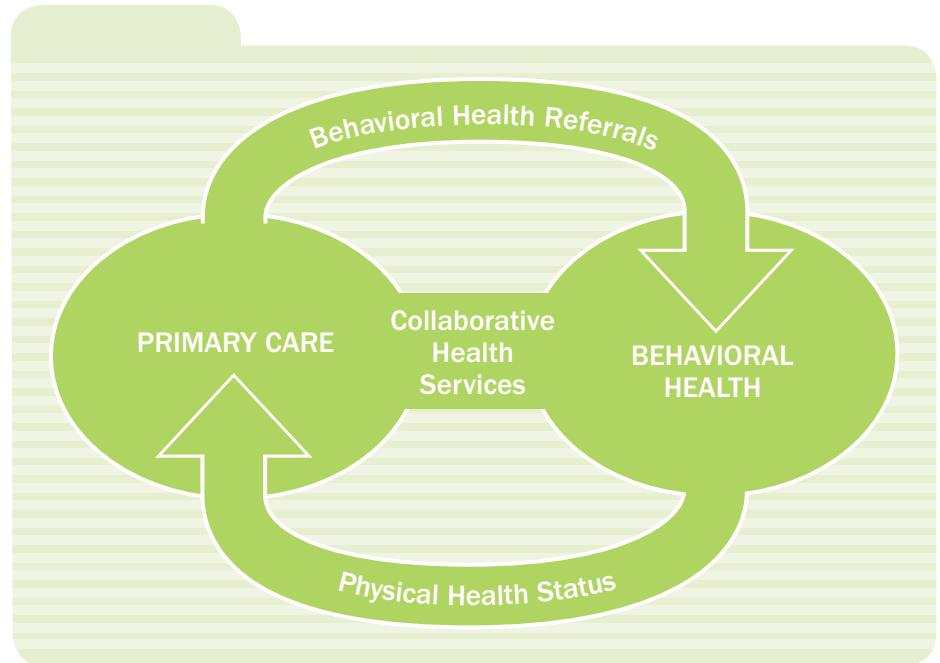 Behavioral Health Referrals
PRIMARY CARE
Collaborative
Health
Services
BEHAVIORAL
HEALTH
Physical Health Status